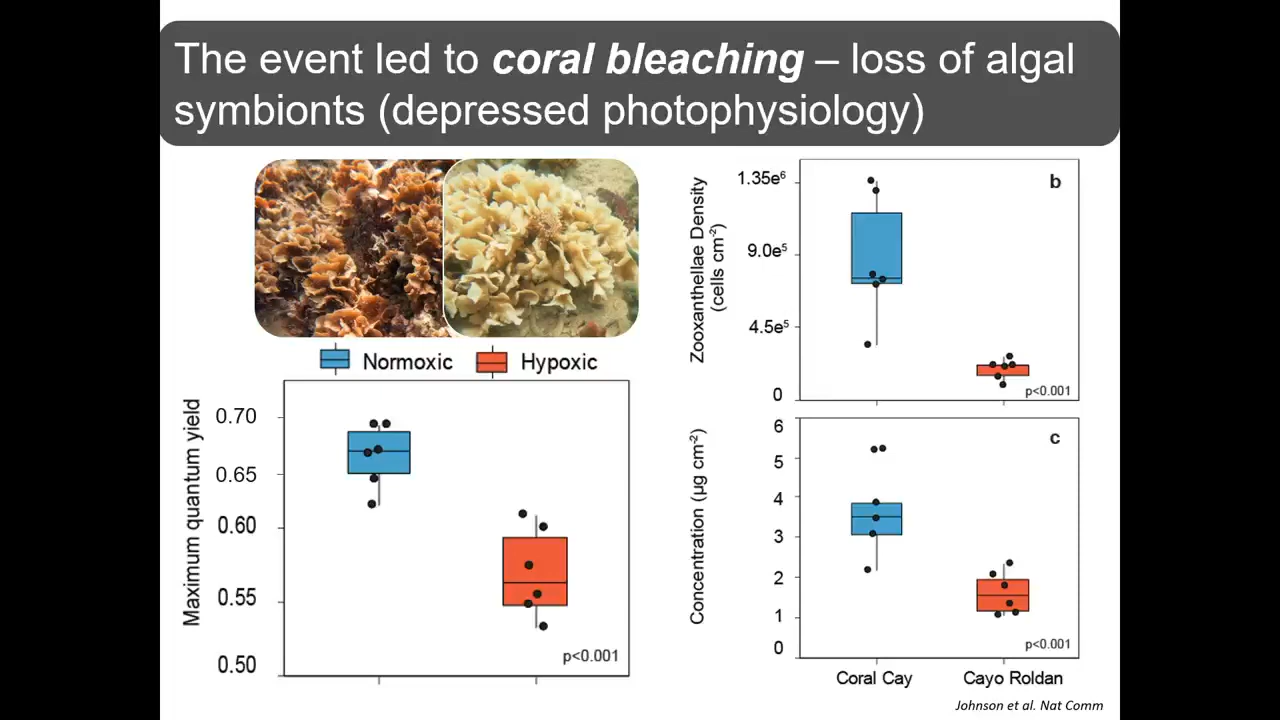 The event led to coral bleaching – loss of algal
symbionts (depressed photophysiology)
Normoxic Hypoxic
Maximum quantum yield
0.70
0.65
0.60
0.55
0.50
p<0.001
Zooxanthellae Density
(cells cm⁻²)
1.35e⁶
9.0e⁵
4.5e⁵
0
b
p<0.001
Concentration (µg cm⁻²)
6
5
4
3
2
1
0
c
p<0.001
Coral Cay Cayo Roldan
Johnson et al. Nat Comm